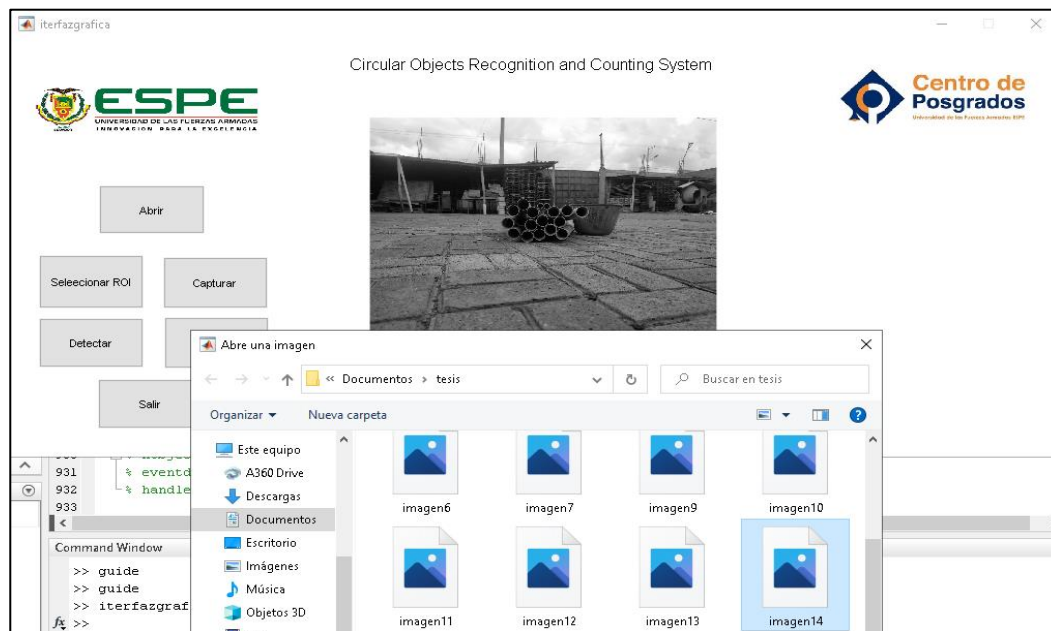 iterfazgrafica
Circular Objects Recognition and Counting System
ESPE
UNIVERSIDAD DE LAS FUERZAS ARMADAS
INNOVACIÓN PARA LA EXCELENCIA
Centro de
Posgrados
Universidad de las Fuerzas Armadas ESPE
Abrir
Seleecionar ROI
Capturar
Detectar
Salir
Abre una imagen
« Documentos › tesis
Buscar en tesis
Organizar
Nueva carpeta
Este equipo
A360 Drive
Descargas
Documentos
Escritorio
Imágenes
Música
Objetos 3D
imagen6
imagen7
imagen9
imagen10
imagen11
imagen12
imagen13
imagen14
931 % eventd
932 % handle
933
Command Window
>> guide
>> guide
>> iterfazgraf
fx >>